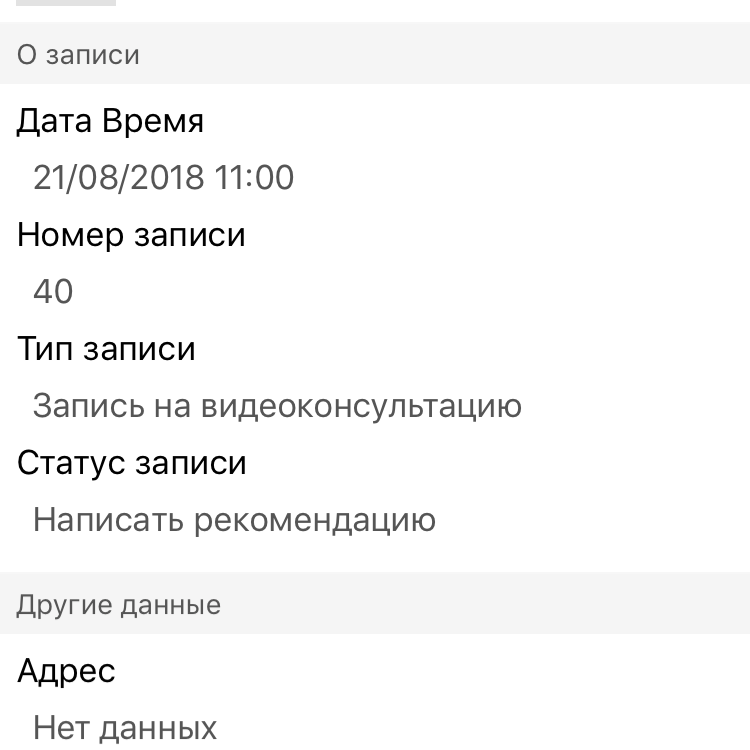 О записи
Дата Время
21/08/2018 11:00
Номер записи
40
Тип записи
Запись на видеоконсультацию
Статус записи
Написать рекомендацию
Другие данные
Адрес
Нет данных